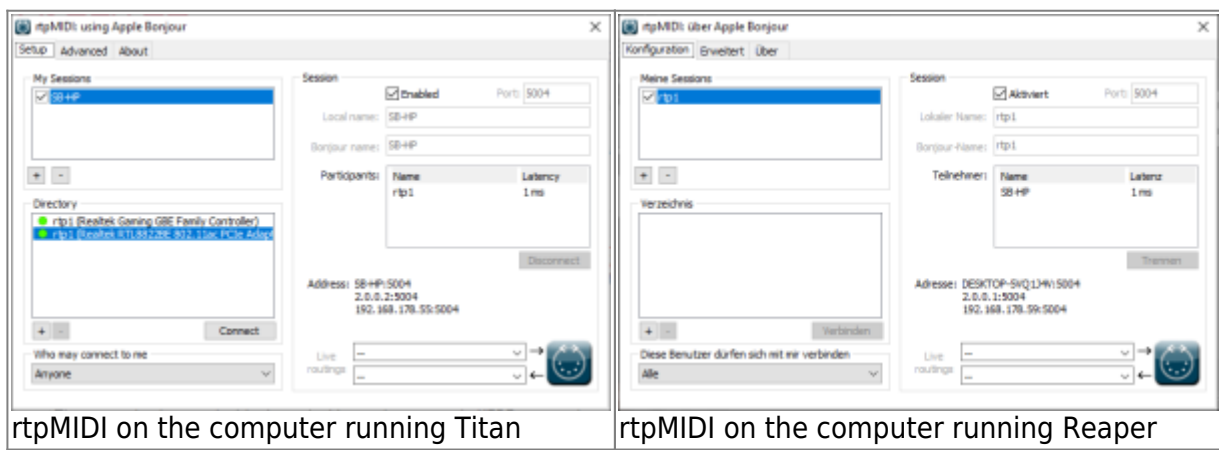 rtpMIDI: using Apple Bonjour
Setup Advanced About
My Sessions
SB-HP
+ -
Directory
rtp1 (Realtek Gaming GBE Family Controller)
rtp1 (Realtek RTL8822BE 802.11ac PCIe Adapt
+ - Connect
Who may connect to me
Anyone
Session
Enabled Port: 5004
Local name: SB-HP
Bonjour name: SB-HP
Participants: Name Latency
rtp1 1 ms
Disconnect
Address: SB-HP:5004
2.0.0.2:5004
192.168.178.55:5004
Live
routings
---
---
rtpMIDI on the computer running Titan
rtpMIDI: über Apple Bonjour
Konfiguration Erweitert Über
Meine Sessions
rtp1
+ -
Verzeichnis
+ - Verbinden
Diese Benutzer dürfen sich mit mir verbinden
Alle
Session
Aktiviert Port: 5004
Lokaler Name: rtp1
Bonjour-Name: rtp1
Teilnehmer: Name Latenz
SB-HP 1 ms
Trennen
2.0.0.1:5004
192.168.178.59:5004
Live
routings
---
---
rtpMIDI on the computer running Reaper